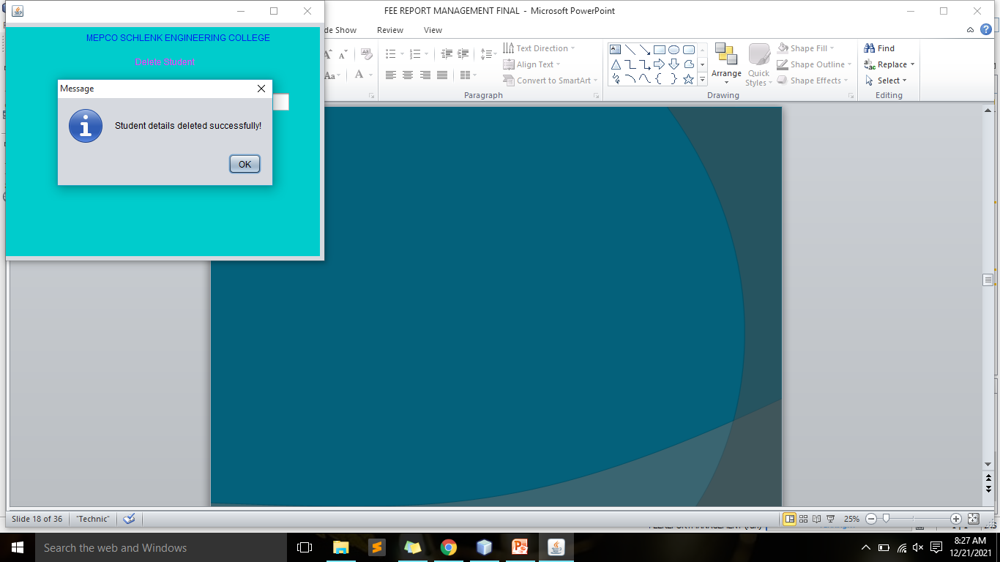 FEE REPORT MANAGEMENT FINAL - Microsoft PowerPoint
MEPCO SCHLENK ENGINEERING COLLEGE
Delete Student
Message
Student details deleted successfully!
OK
de Show Review View
Aa
A
Text Direction
Align Text
Convert to SmartArt
Paragraph
Arrange
Quick Styles
Shape Fill
Shape Outline
Shape Effects
Drawing
Find
Replace
Select
Editing
Slide 18 of 36 "Technic" 25%
Search the web and Windows
8:27 AM
12/21/2021